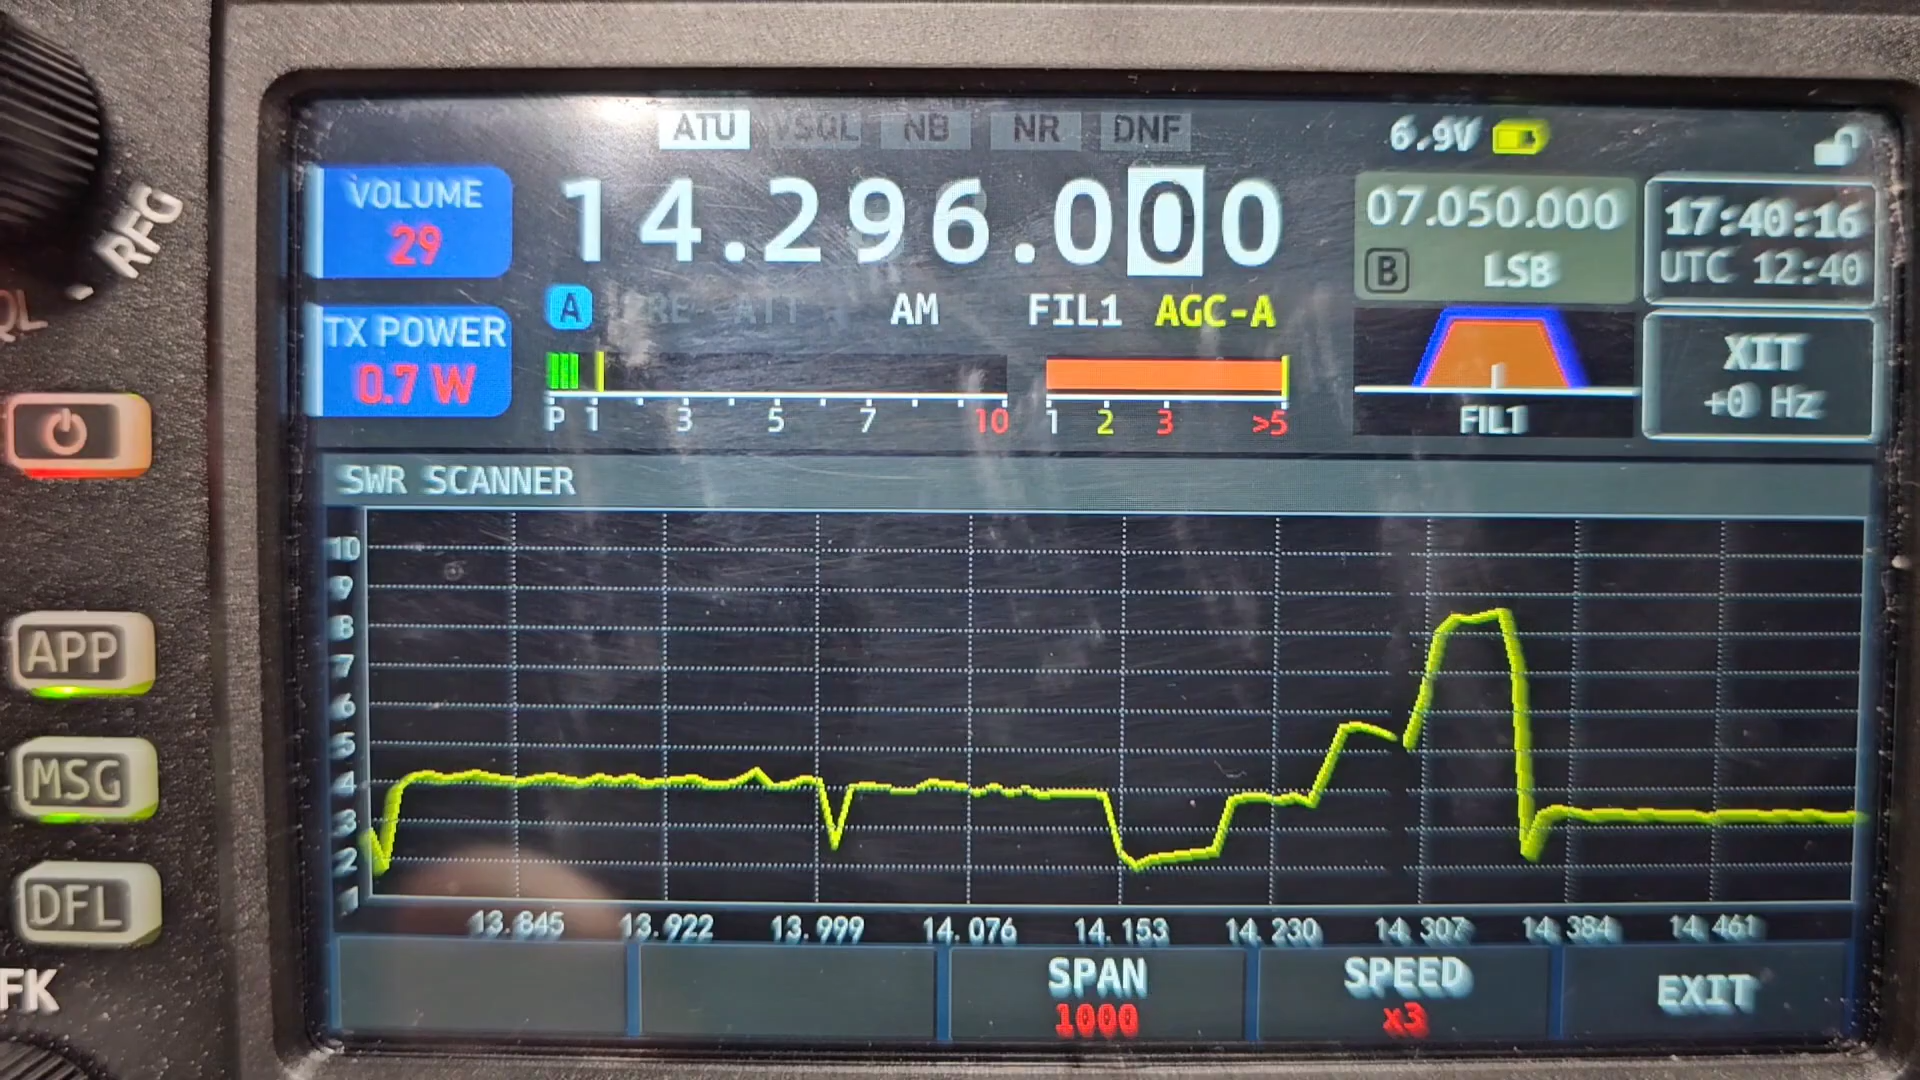 ATU VSQL NB NR DNF 6.9V
VOLUME
29
14.296.000
07.050.000
B LSB
17:40:16
UTC 12:40
TX POWER
0.7 W
A PRE ATT AM FIL1 AGC-A
P 1 3 5 7 10
1 2 3 >5
FIL1
XIT
+0 Hz
SWR SCANNER
10
9
8
7
6
5
4
3
2
1
13.845 13.922 13.999 14.076 14.153 14.230 14.307 14.384 14.461
SPAN
1000
SPEED
x3
EXIT
RFG
QL
APP
MSG
DFL
FK